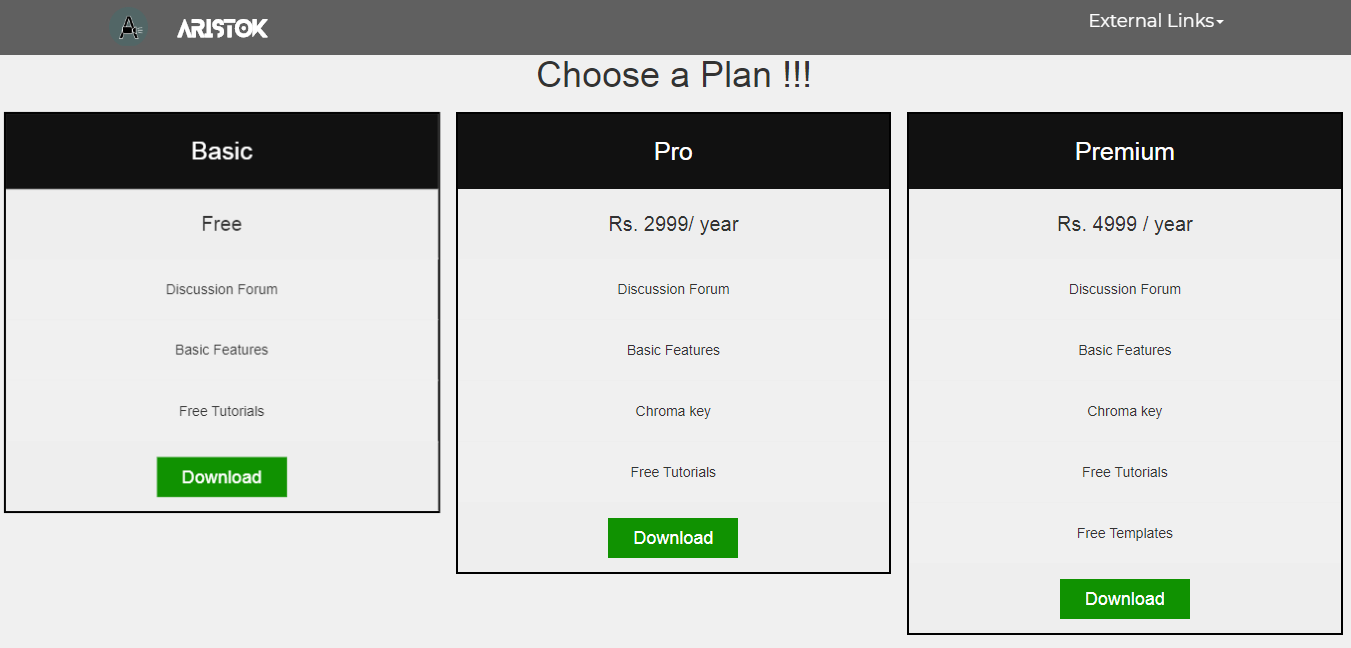 ARISTOK
External Links
Choose a Plan !!!
Basic
Free
Discussion Forum
Basic Features
Free Tutorials
Download
Pro
Rs. 2999/ year
Discussion Forum
Basic Features
Chroma key
Free Tutorials
Download
Premium
Rs. 4999 / year
Discussion Forum
Basic Features
Chroma key
Free Tutorials
Free Templates
Download